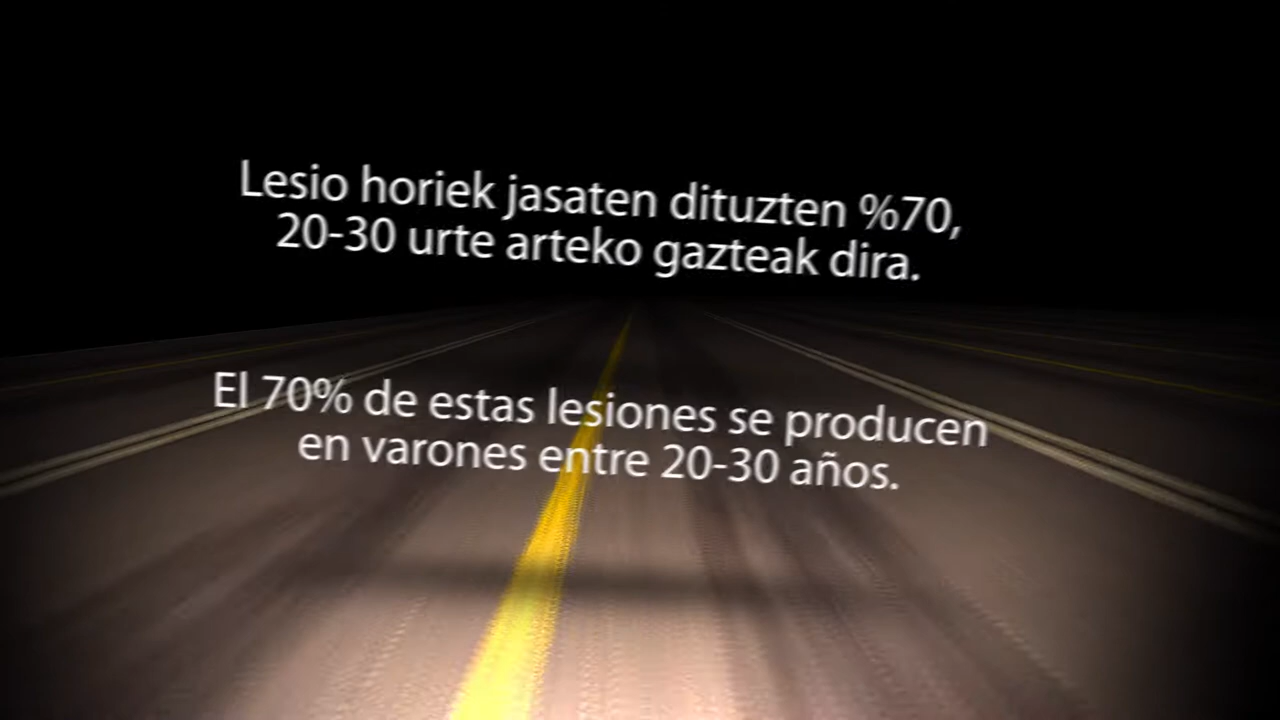 Lesio horiek jasaten dituzten %70,
20-30 urte arteko gazteak dira.
El 70% de estas lesiones se producen
en varones entre 20-30 años.